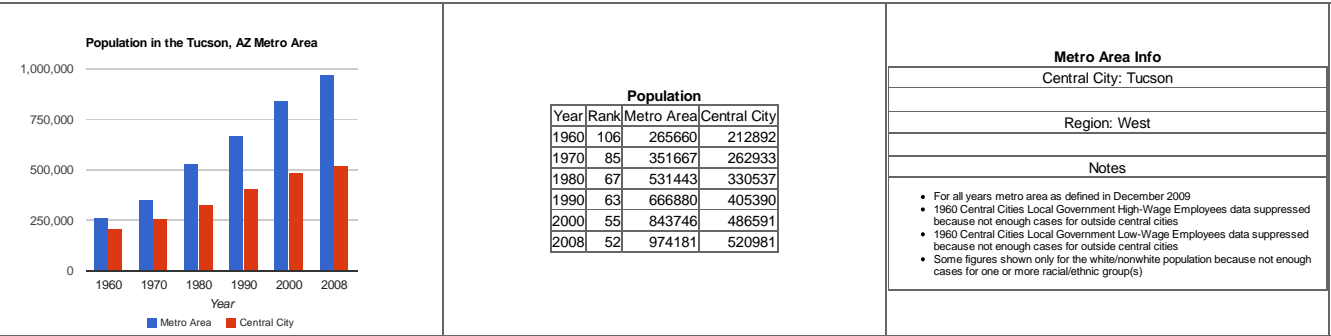 Population in the Tucson, AZ Metro Area
1,000,000
750,000
500,000
250,000
0
1960 1970 1980 1990 2000 2008
Year
Metro Area Central City
Population
Year Rank Metro Area Central City
1960 106 265660 212892
1970 85 351667 262933
1980 67 531443 330537
1990 63 666880 405390
2000 55 843746 486591
2008 52 974181 520981
Metro Area Info
Central City: Tucson
Region: West
Notes
• For all years metro area as defined in December 2009
• 1960 Central Cities Local Government High-Wage Employees data suppressed
because not enough cases for outside central cities
• 1960 Central Cities Local Government Low-Wage Employees data suppressed
because not enough cases for outside central cities
• Some figures shown only for the white/nonwhite population because not enough
cases for one or more racial/ethnic group(s)